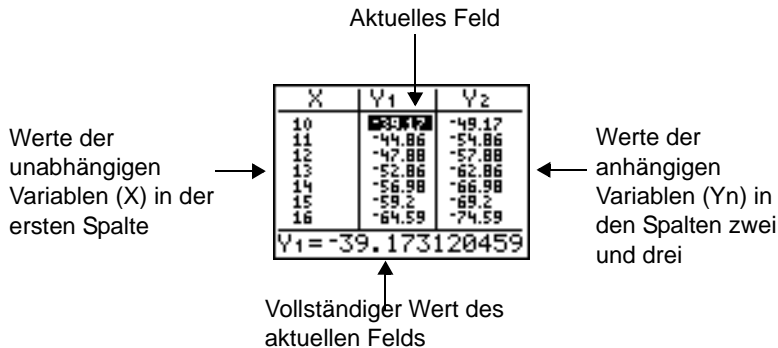 Aktuelles Feld
Werte der
unabhängigen
Variablen (X) in der
ersten Spalte
X Y1 Y2
10 -39.17 -49.17
11 -44.86 -54.86
12 -47.88 -57.88
13 -52.86 -62.86
14 -56.98 -66.98
15 -59.2 -69.2
16 -64.59 -74.59
Y1=-39.173120459
Werte der
anhängigen
Variablen (Yn) in
den Spalten zwei
und drei
Vollständiger Wert des
aktuellen Felds